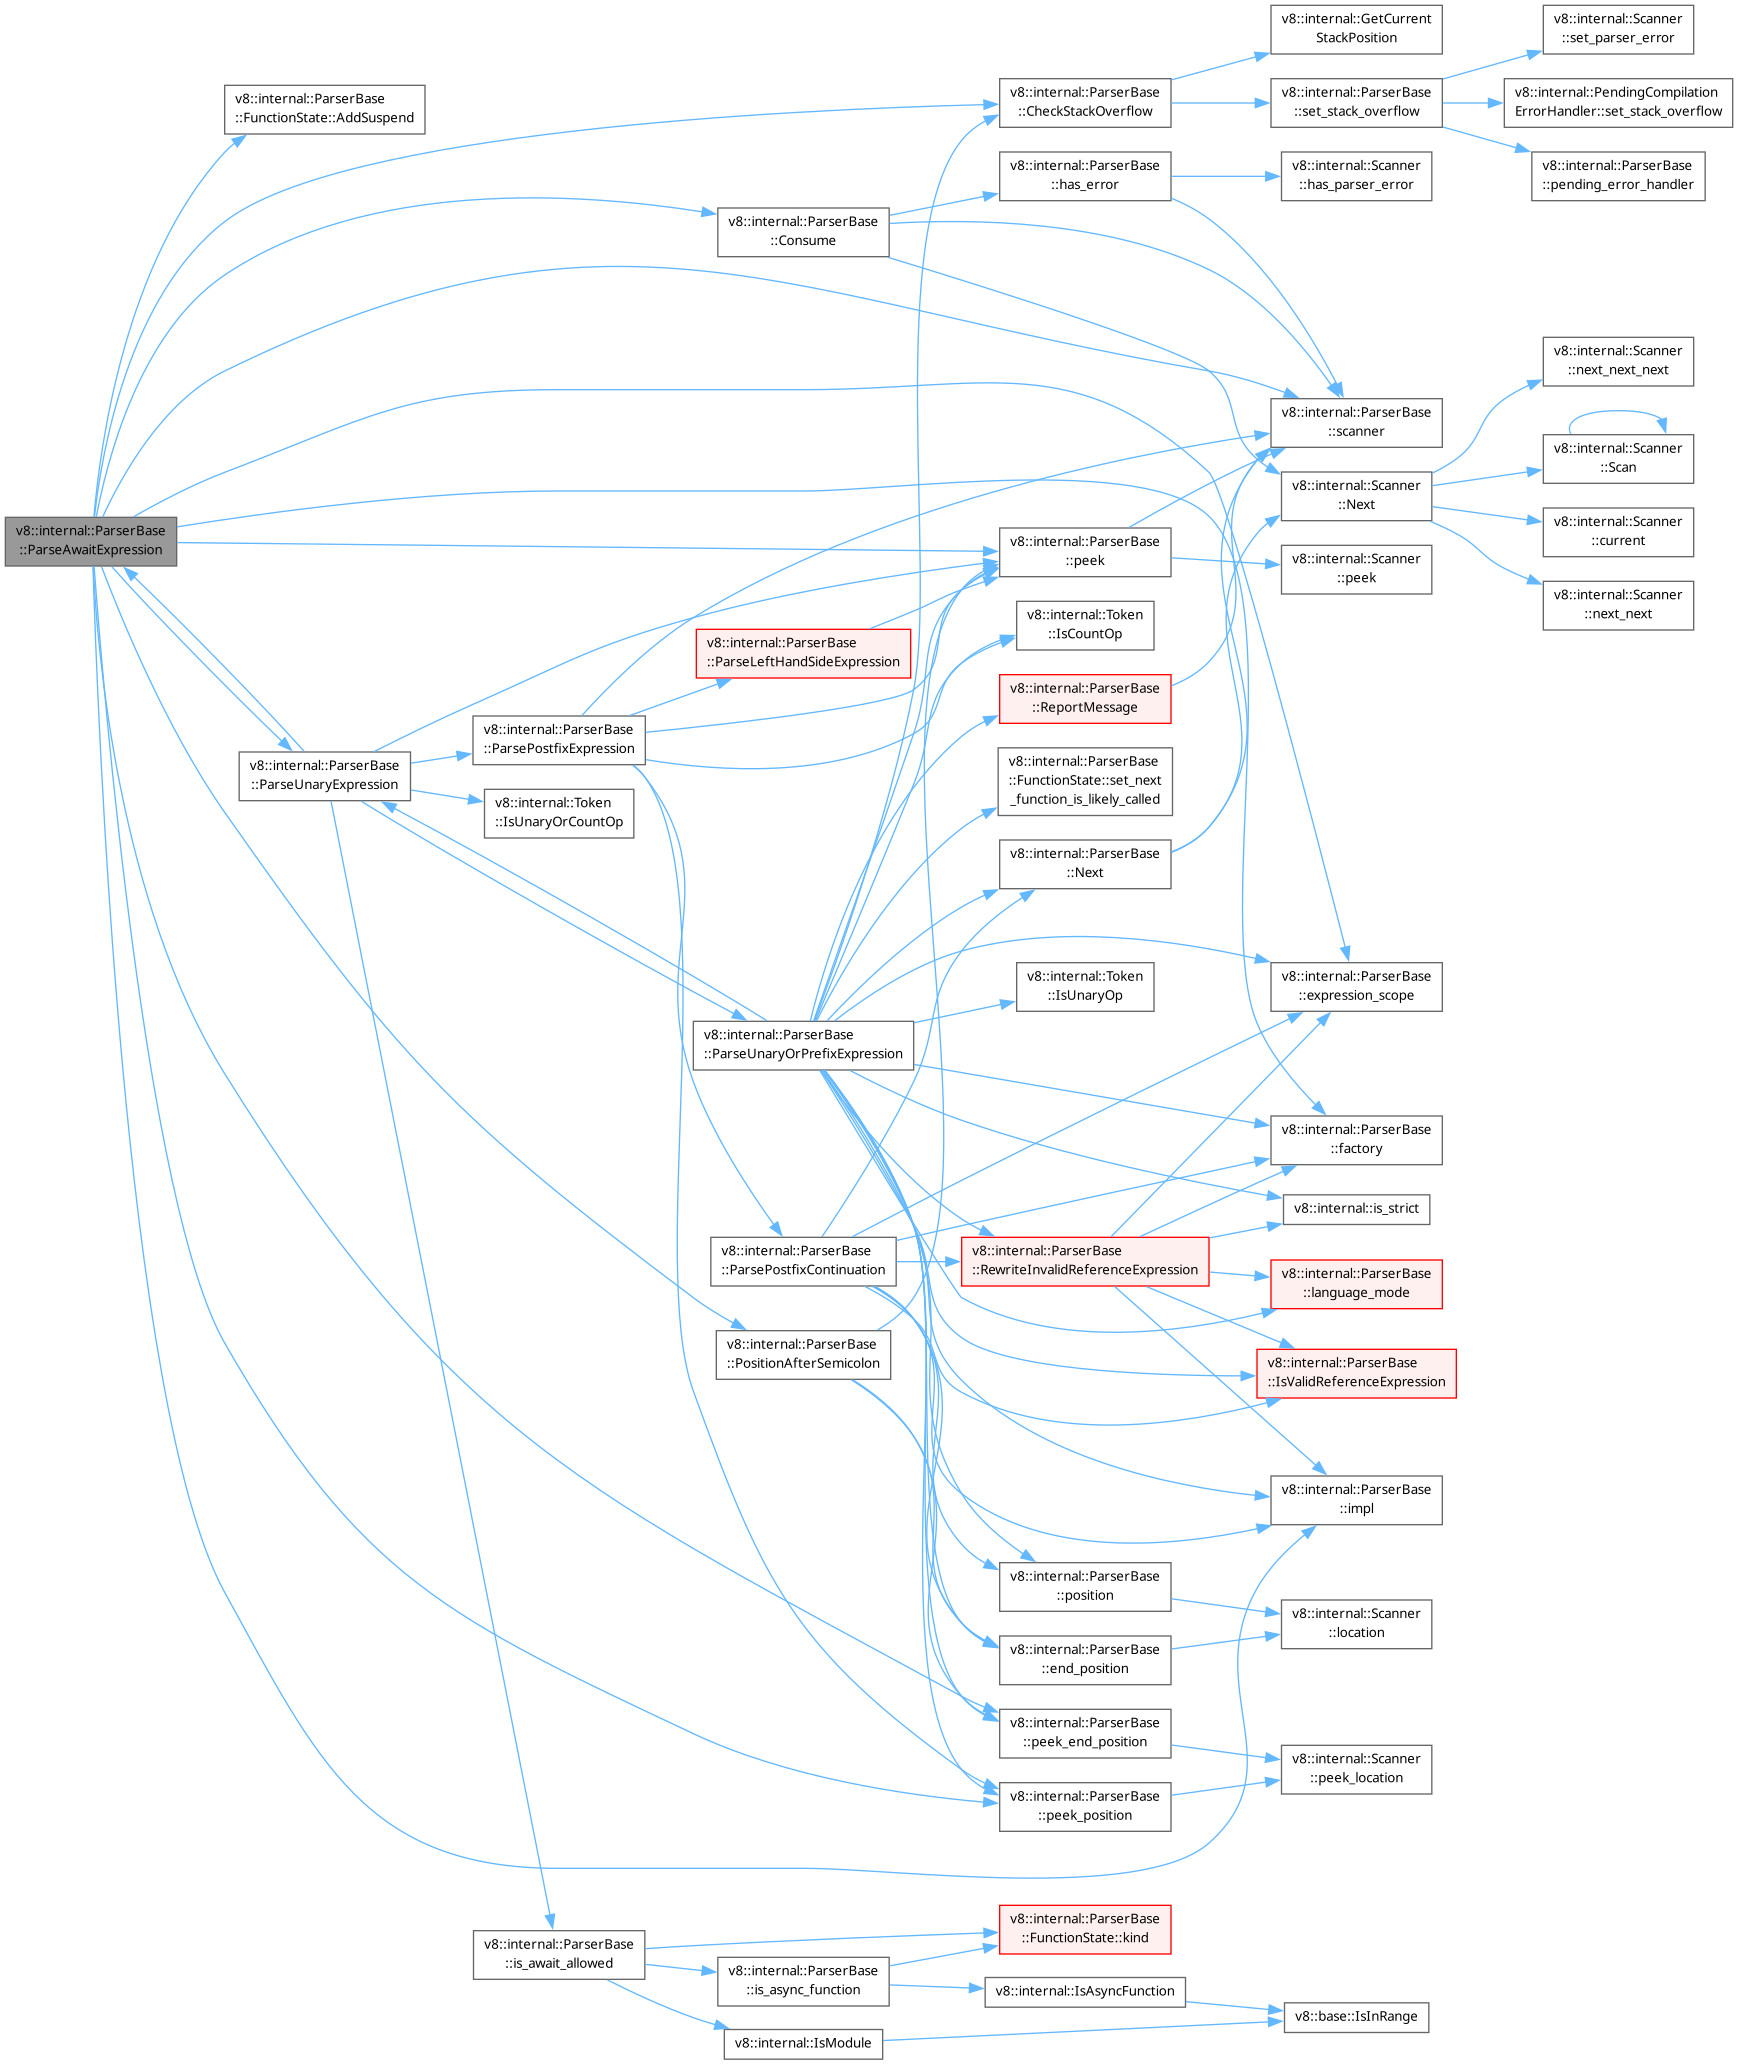 v8::internal::ParserBase
::ParseAwaitExpression
v8::internal::ParserBase
::FunctionState::AddSuspend
v8::internal::ParserBase
::ParseUnaryExpression
v8::internal::ParserBase
::ParsePostfixExpression
v8::internal::Token
::IsUnaryOrCountOp
v8::internal::ParserBase
::is_await_allowed
v8::internal::ParserBase
::Consume
v8::internal::ParserBase
::ParseLeftHandSideExpression
v8::internal::ParserBase
::ParseUnaryOrPrefixExpression
v8::internal::ParserBase
::ParsePostfixContinuation
v8::internal::ParserBase
::PositionAfterSemicolon
v8::internal::ParserBase
::is_async_function
v8::internal::IsModule
v8::internal::ParserBase
::CheckStackOverflow
v8::internal::ParserBase
::has_error
v8::internal::ParserBase
::peek
v8::internal::Token
::IsCountOp
v8::internal::ParserBase
::ReportMessage
v8::internal::ParserBase
::FunctionState::set_next
_function_is_likely_called
v8::internal::ParserBase
::Next
v8::internal::Token
::IsUnaryOp
v8::internal::ParserBase
::RewriteInvalidReferenceExpression
v8::internal::ParserBase
::position
v8::internal::ParserBase
::end_position
v8::internal::ParserBase
::peek_end_position
v8::internal::ParserBase
::peek_position
v8::internal::ParserBase
::FunctionState::kind
v8::internal::IsAsyncFunction
v8::internal::GetCurrent
StackPosition
v8::internal::ParserBase
::set_stack_overflow
v8::internal::Scanner
::has_parser_error
v8::internal::ParserBase
::scanner
v8::internal::Scanner
::Next
v8::internal::Scanner
::peek
v8::internal::ParserBase
::expression_scope
v8::internal::ParserBase
::factory
v8::internal::is_strict
v8::internal::ParserBase
::language_mode
v8::internal::ParserBase
::IsValidReferenceExpression
v8::internal::ParserBase
::impl
v8::internal::Scanner
::location
v8::internal::Scanner
::peek_location
v8::base::IsInRange
v8::internal::Scanner
::set_parser_error
v8::internal::PendingCompilation
ErrorHandler::set_stack_overflow
v8::internal::ParserBase
::pending_error_handler
v8::internal::Scanner
::next_next_next
v8::internal::Scanner
::Scan
v8::internal::Scanner
::current
v8::internal::Scanner
::next_next